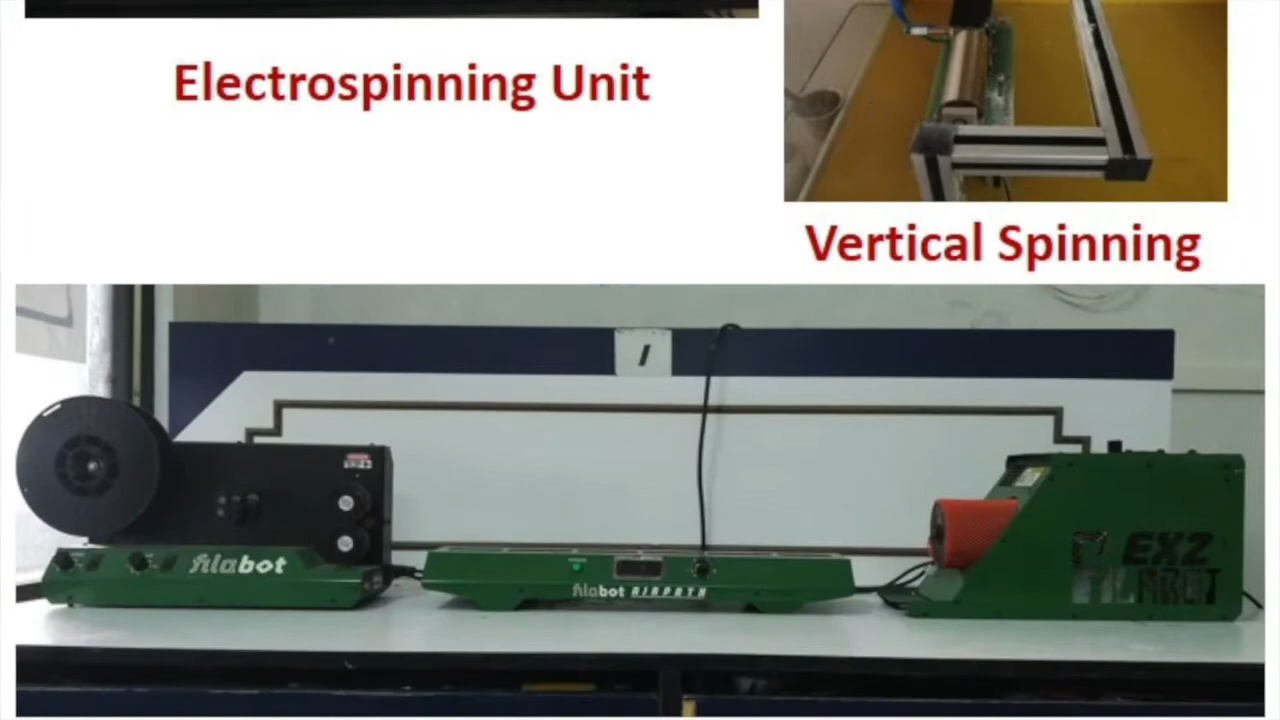 Electrospinning Unit
Vertical Spinning
filabot
filabot AIRPATH
EX2
FILABOT